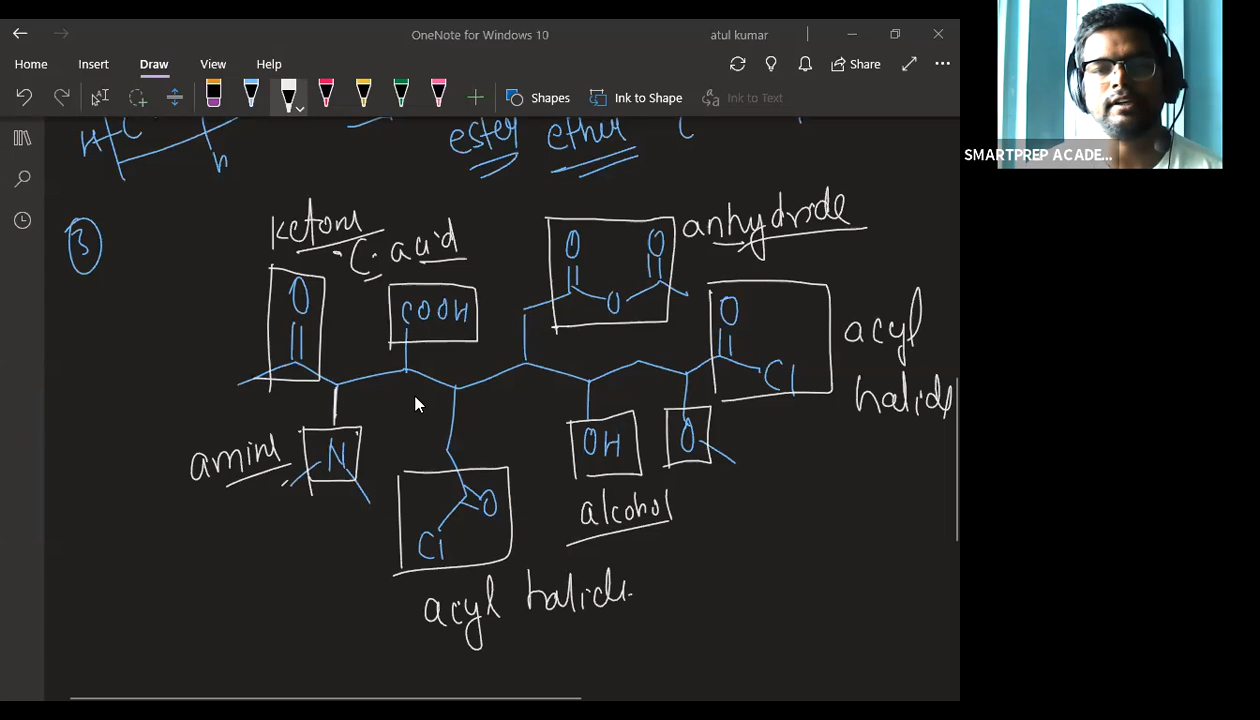 OneNote for Windows 10
atul kumar
Home Insert Draw View Help
Share
Shapes
Ink to Shape
Ink to Text
SMARTPREP ACADE...
H C
h
ester ether
3
ketone
C. acid
anhydride
O
COOH
O O
O
O
Cl
acyl
halide
amine
N
O
Cl
OH
O
alcohol
acyl halide